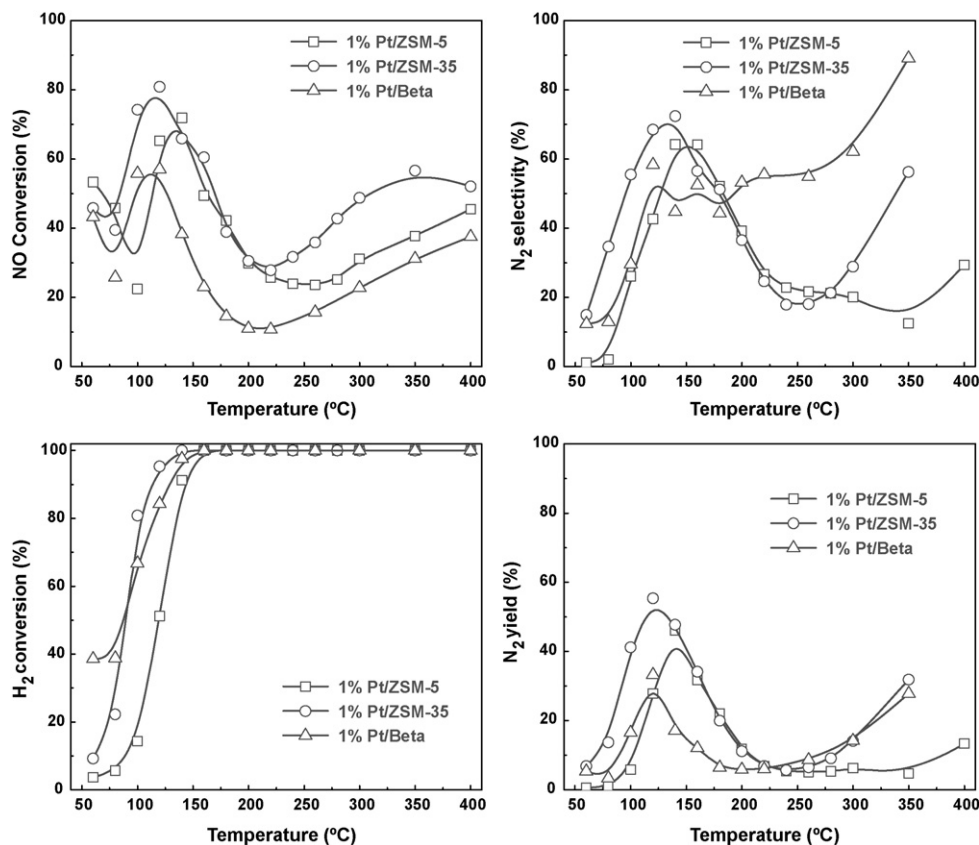 100
80
60
40
20
0
NO Conversion (%)
1% Pt/ZSM-5
1% Pt/ZSM-35
1% Pt/Beta
50 100 150 200 250 300 350 400
Temperature (ºC)
100
80
60
40
20
0
N₂ selectivity (%)
1% Pt/ZSM-5
1% Pt/ZSM-35
1% Pt/Beta
50 100 150 200 250 300 350 400
Temperature (ºC)
100
80
60
40
20
0
H₂ conversion (%)
1% Pt/ZSM-5
1% Pt/ZSM-35
1% Pt/Beta
50 100 150 200 250 300 350 400
Temperature (ºC)
100
80
60
40
20
0
N₂ yield (%)
1% Pt/ZSM-5
1% Pt/ZSM-35
1% Pt/Beta
50 100 150 200 250 300 350 400
Temperature (ºC)